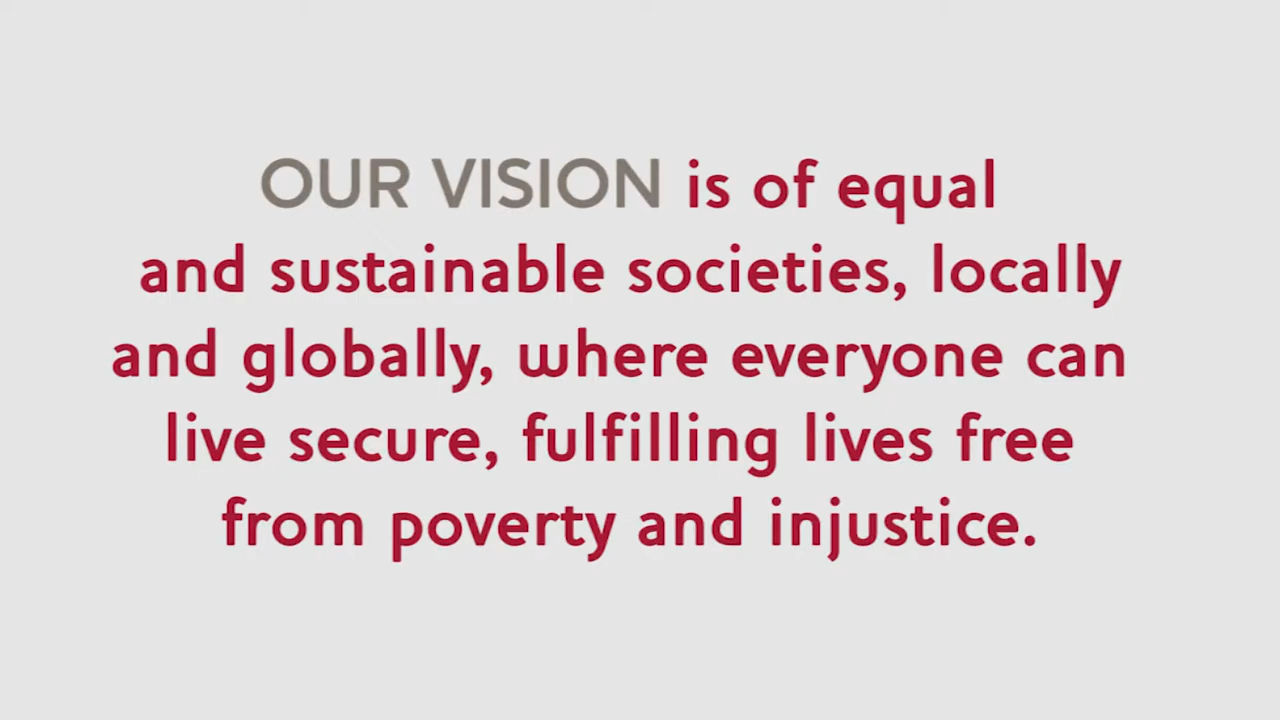 OUR VISION is of equal
and sustainable societies, locally
and globally, where everyone can
live secure, fulfilling lives free
from poverty and injustice.